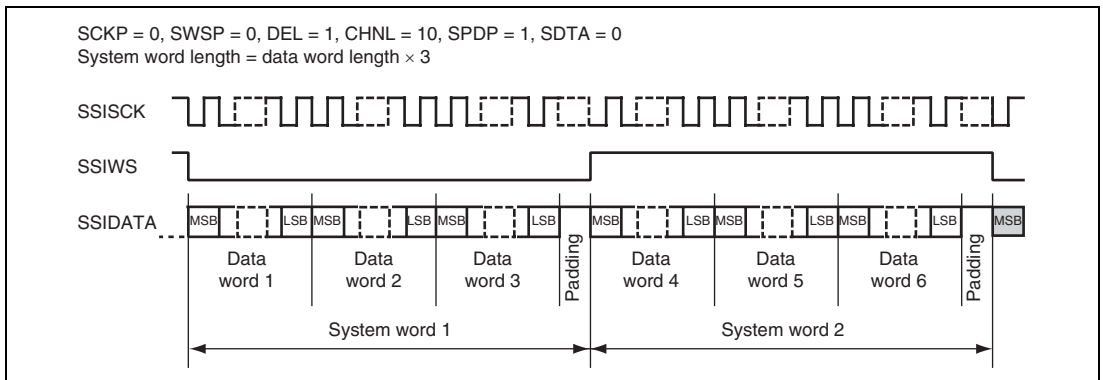 SCKP = 0, SWSP = 0, DEL = 1, CHNL = 10, SPDP = 1, SDTA = 0
System word length = data word length × 3
SSISCK
SSIWS
SSIDATA
MSB LSB MSB LSB MSB LSB MSB LSB MSB LSB MSB LSB MSB
Data word 1
Data word 2
Data word 3
Padding
Data word 4
Data word 5
Data word 6
Padding
System word 1
System word 2